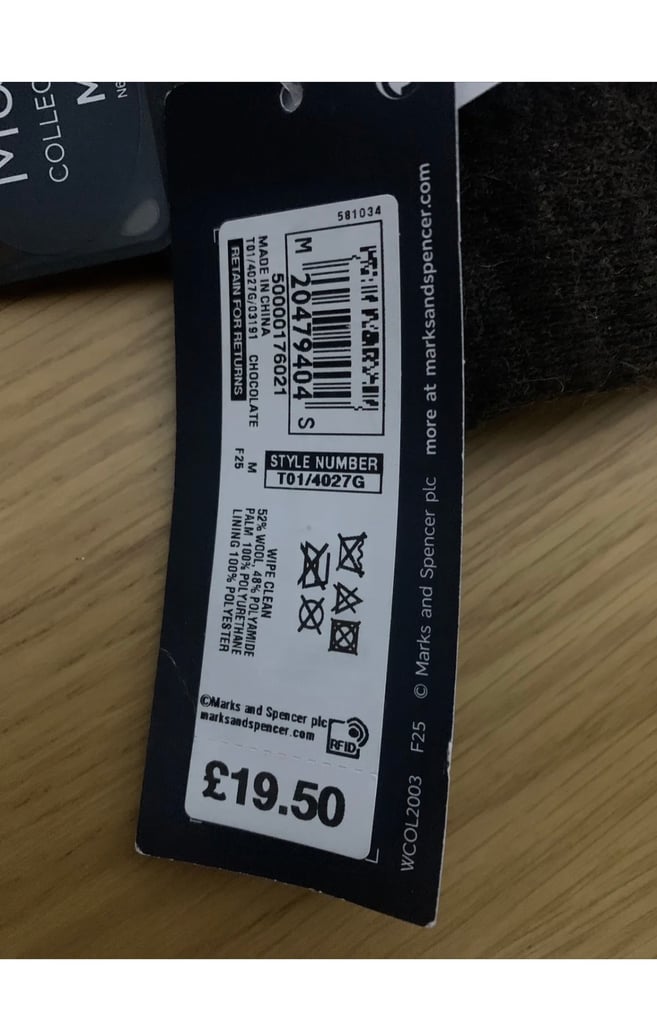 COLLEC
581034
M 20479404 S
50000176021
MADE IN CHINA
T01/4027G/03191 CHOCOLATE M
RETAIN FOR RETURNS F25
STYLE NUMBER
T01/4027G
WIPE CLEAN
52% WOOL, 48% POLYAMIDE
PALM 100% POLYURETHANE
LINING 100% POLYESTER
©Marks and Spencer plc
marksandspencer.com
RFID
£19.50
WCOL2003 F25 © Marks and Spencer plc more at marksandspencer.com